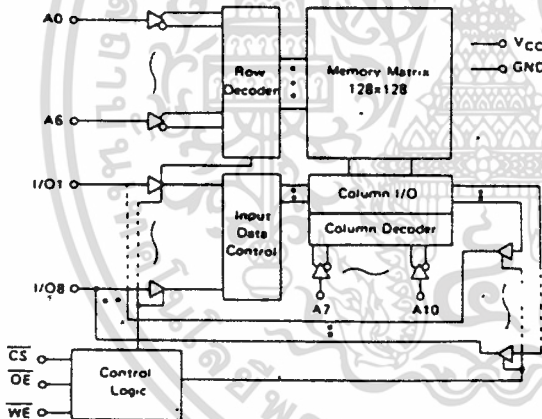 A0
Row
Decoder
Memory Matrix
128×128
VCC
GND
A6
I/O1
Input
Data
Control
Column I/O
Column Decoder
I/O8
A7
A10
CS
OE
WE
Control
Logic